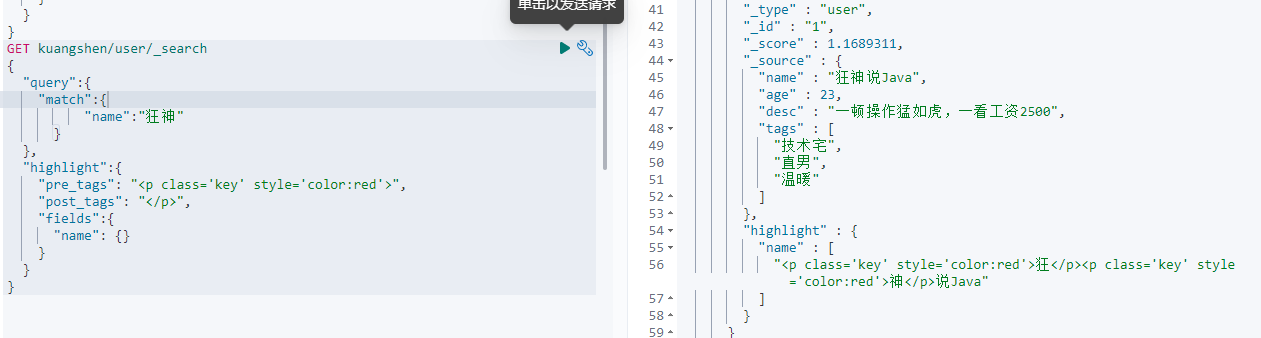 单击以发送请求
}
}
GET kuangshen/user/_search
{
"query":{
"match":{
"name":"狂神"
}
},
"highlight":{
"pre_tags": "<p class='key' style='color:red'>",
"post_tags": "</p>",
"fields":{
"name": {}
}
}
}
41 "_type" : "user",
42 "_id" : "1",
43 "_score" : 1.1689311,
44 "_source" : {
45 "name" : "狂神说Java",
46 "age" : 23,
47 "desc" : "一顿操作猛如虎，一看工资2500",
48 "tags" : [
49 "技术宅",
50 "直男",
51 "温暖"
52 ]
53 },
54 "highlight" : {
55 "name" : [
56 "<p class='key' style='color:red'>狂</p><p class='key' style
='color:red'>神</p>说Java"
57 ]
58 }
59 }